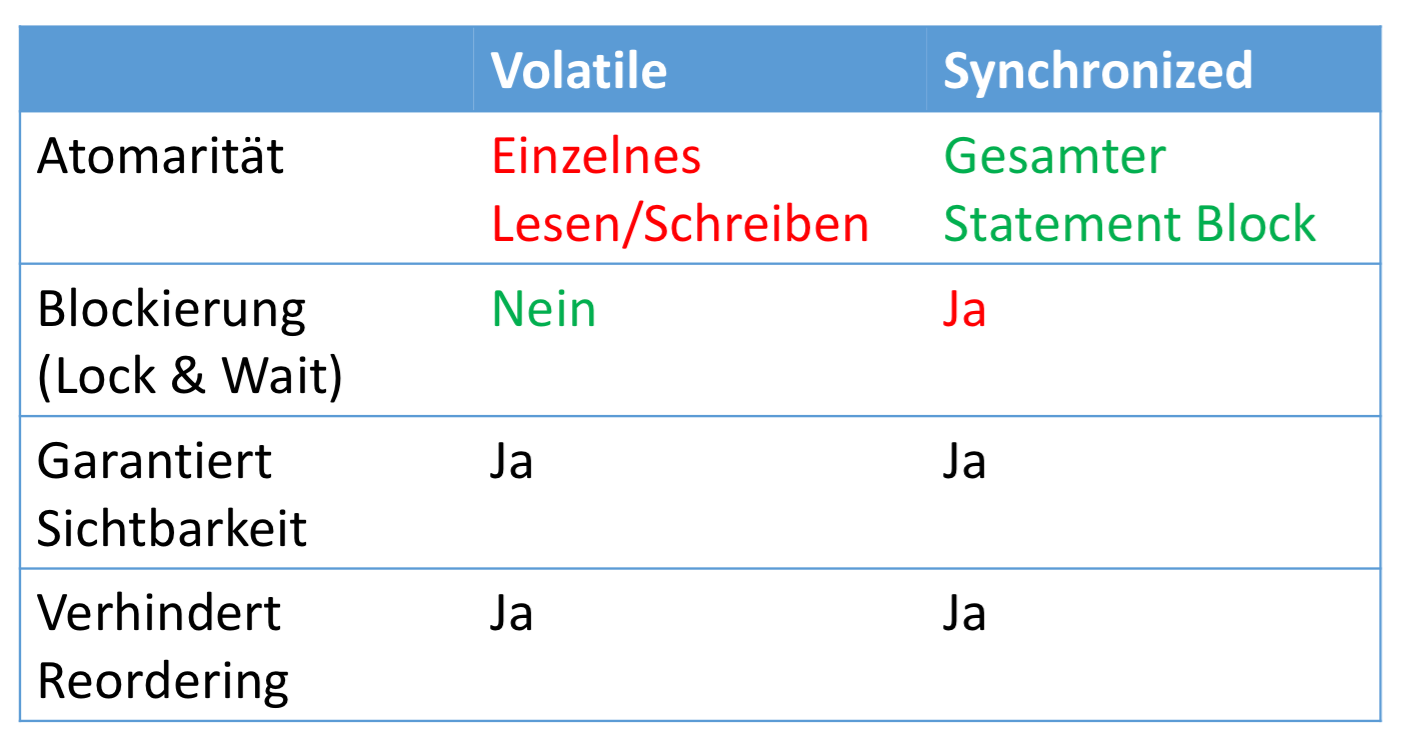 Volatile Synchronized
Atomarität Einzelnes Gesamter
Lesen/Schreiben Statement Block
Blockierung Nein Ja
(Lock & Wait)
Garantiert Ja Ja
Sichtbarkeit
Verhindert Ja Ja
Reordering